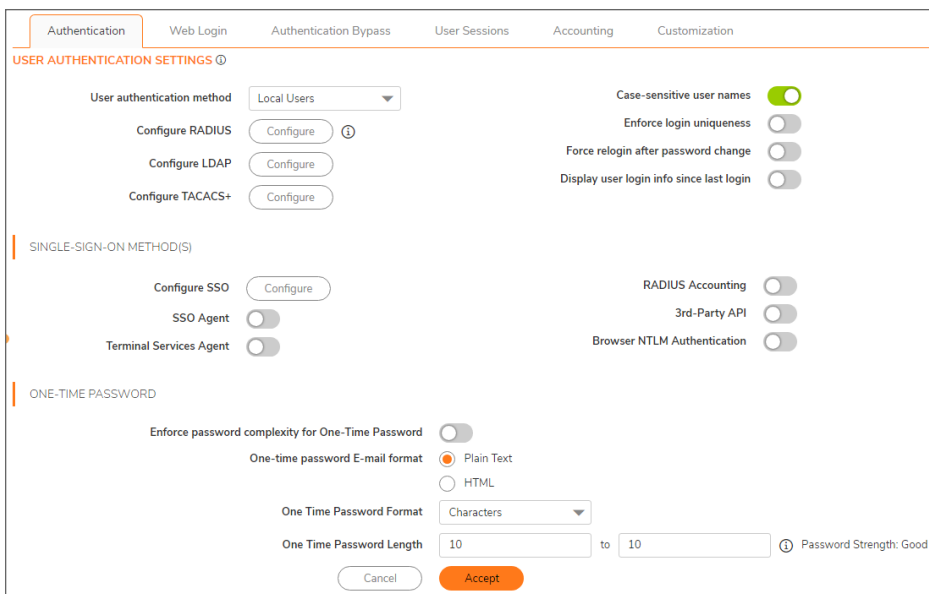 Authentication Web Login Authentication Bypass User Sessions Accounting Customization
USER AUTHENTICATION SETTINGS
User authentication method Local Users
Configure RADIUS Configure
Configure LDAP Configure
Configure TACACS+ Configure
Case-sensitive user names
Enforce login uniqueness
Force relogin after password change
Display user login info since last login
SINGLE-SIGN-ON METHOD(S)
Configure SSO Configure
SSO Agent
Terminal Services Agent
RADIUS Accounting
3rd-Party API
Browser NTLM Authentication
ONE-TIME PASSWORD
Enforce password complexity for One-Time Password
One-time password E-mail format Plain Text
HTML
One Time Password Format Characters
One Time Password Length 10 to 10 Password Strength: Good
Cancel Accept